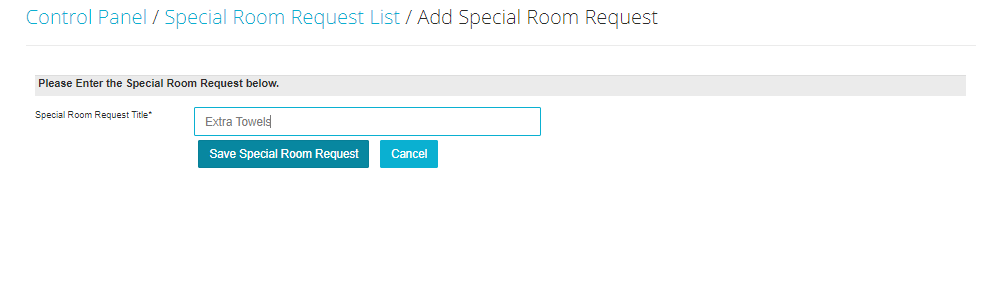 Control Panel / Special Room Request List / Add Special Room Request
Please Enter the Special Room Request below.
Special Room Request Title*
Extra Towels
Save Special Room Request
Cancel